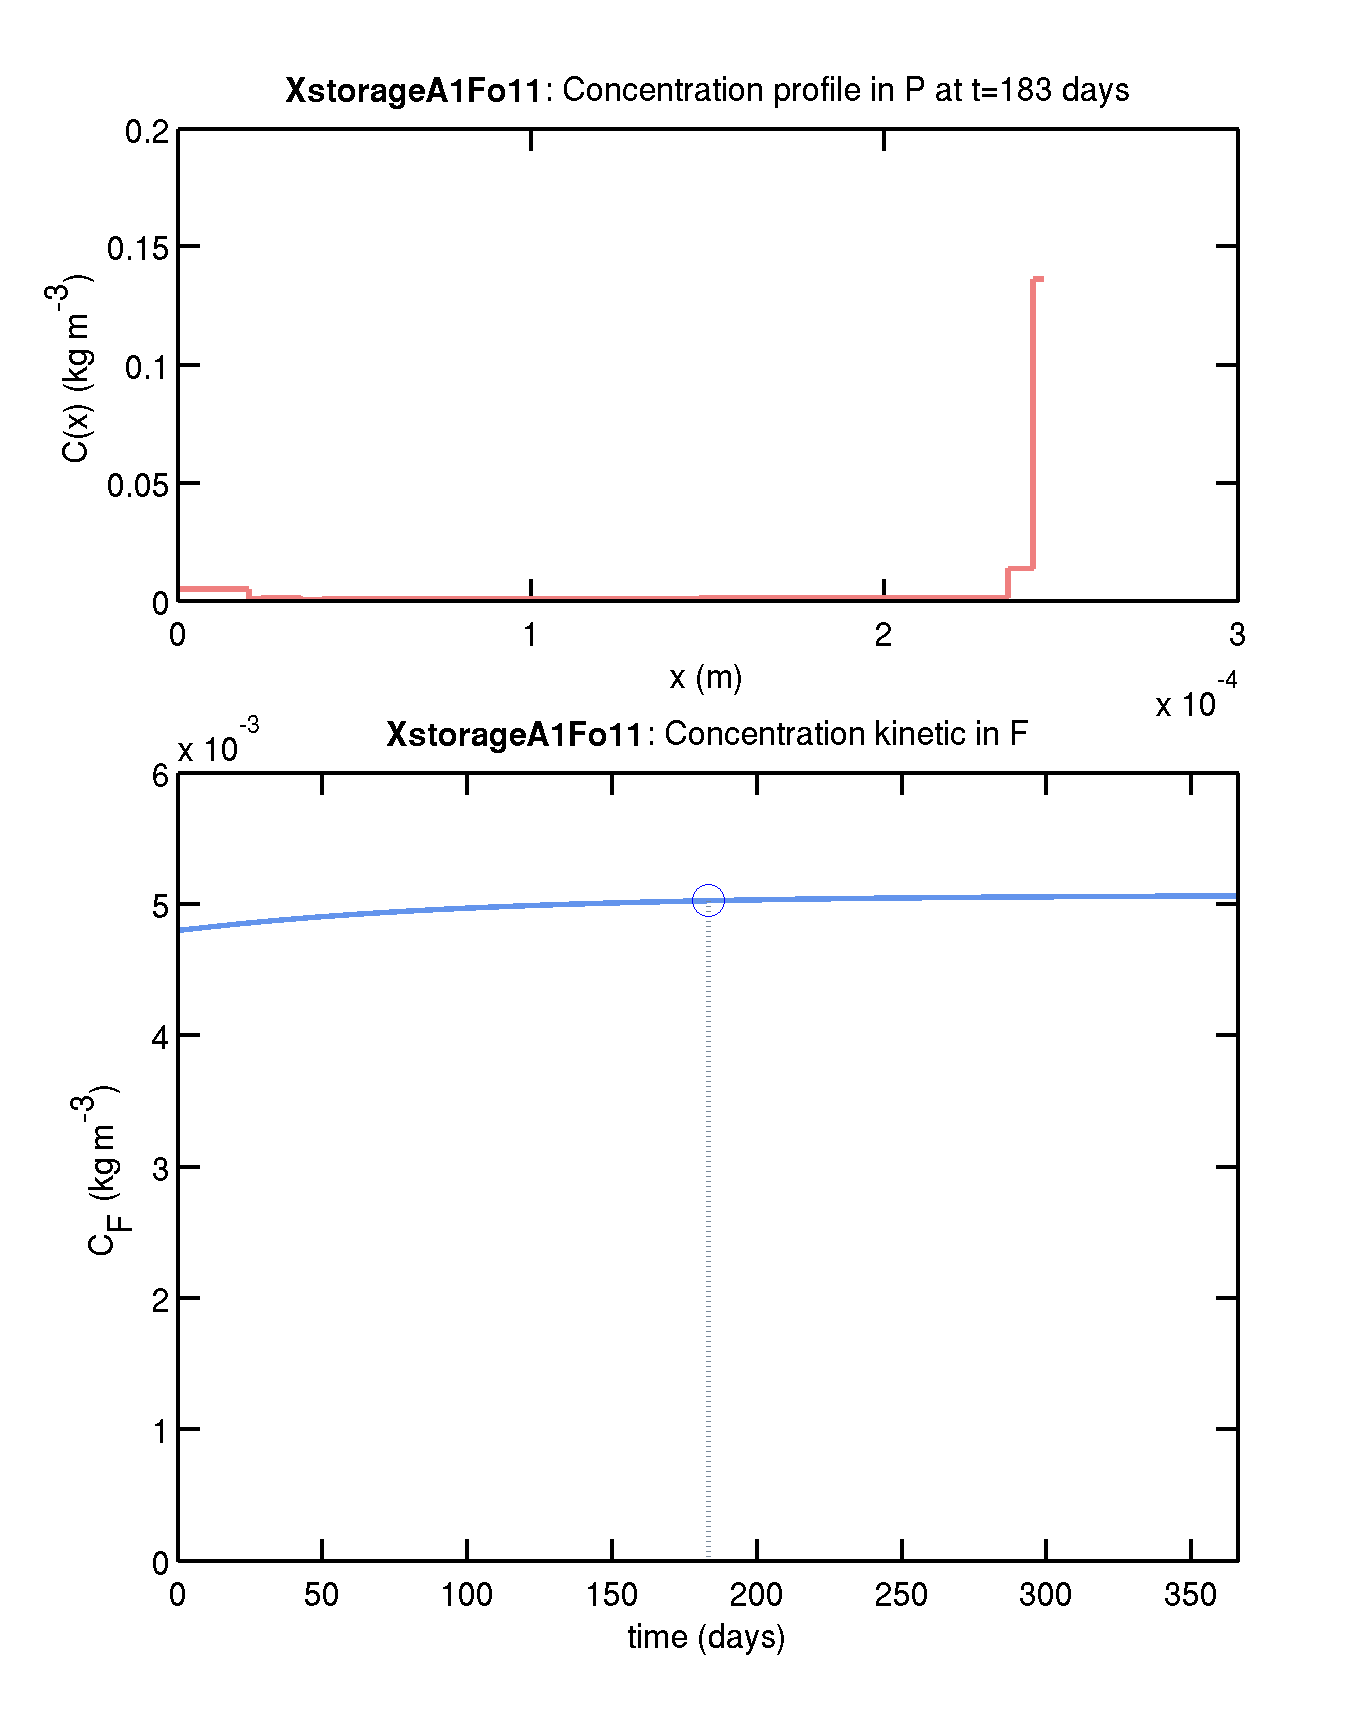 XstorageA1Fo11: Concentration profile in P at t=183 days
0.2
0.15
0.1
0.05
0
C(x) (kg m-3)
0 1 2 3
x (m)
x 10-4
XstorageA1Fo11: Concentration kinetic in F
x 10-3
6
5
4
3
2
1
0
CF (kg m-3)
0 50 100 150 200 250 300 350
time (days)